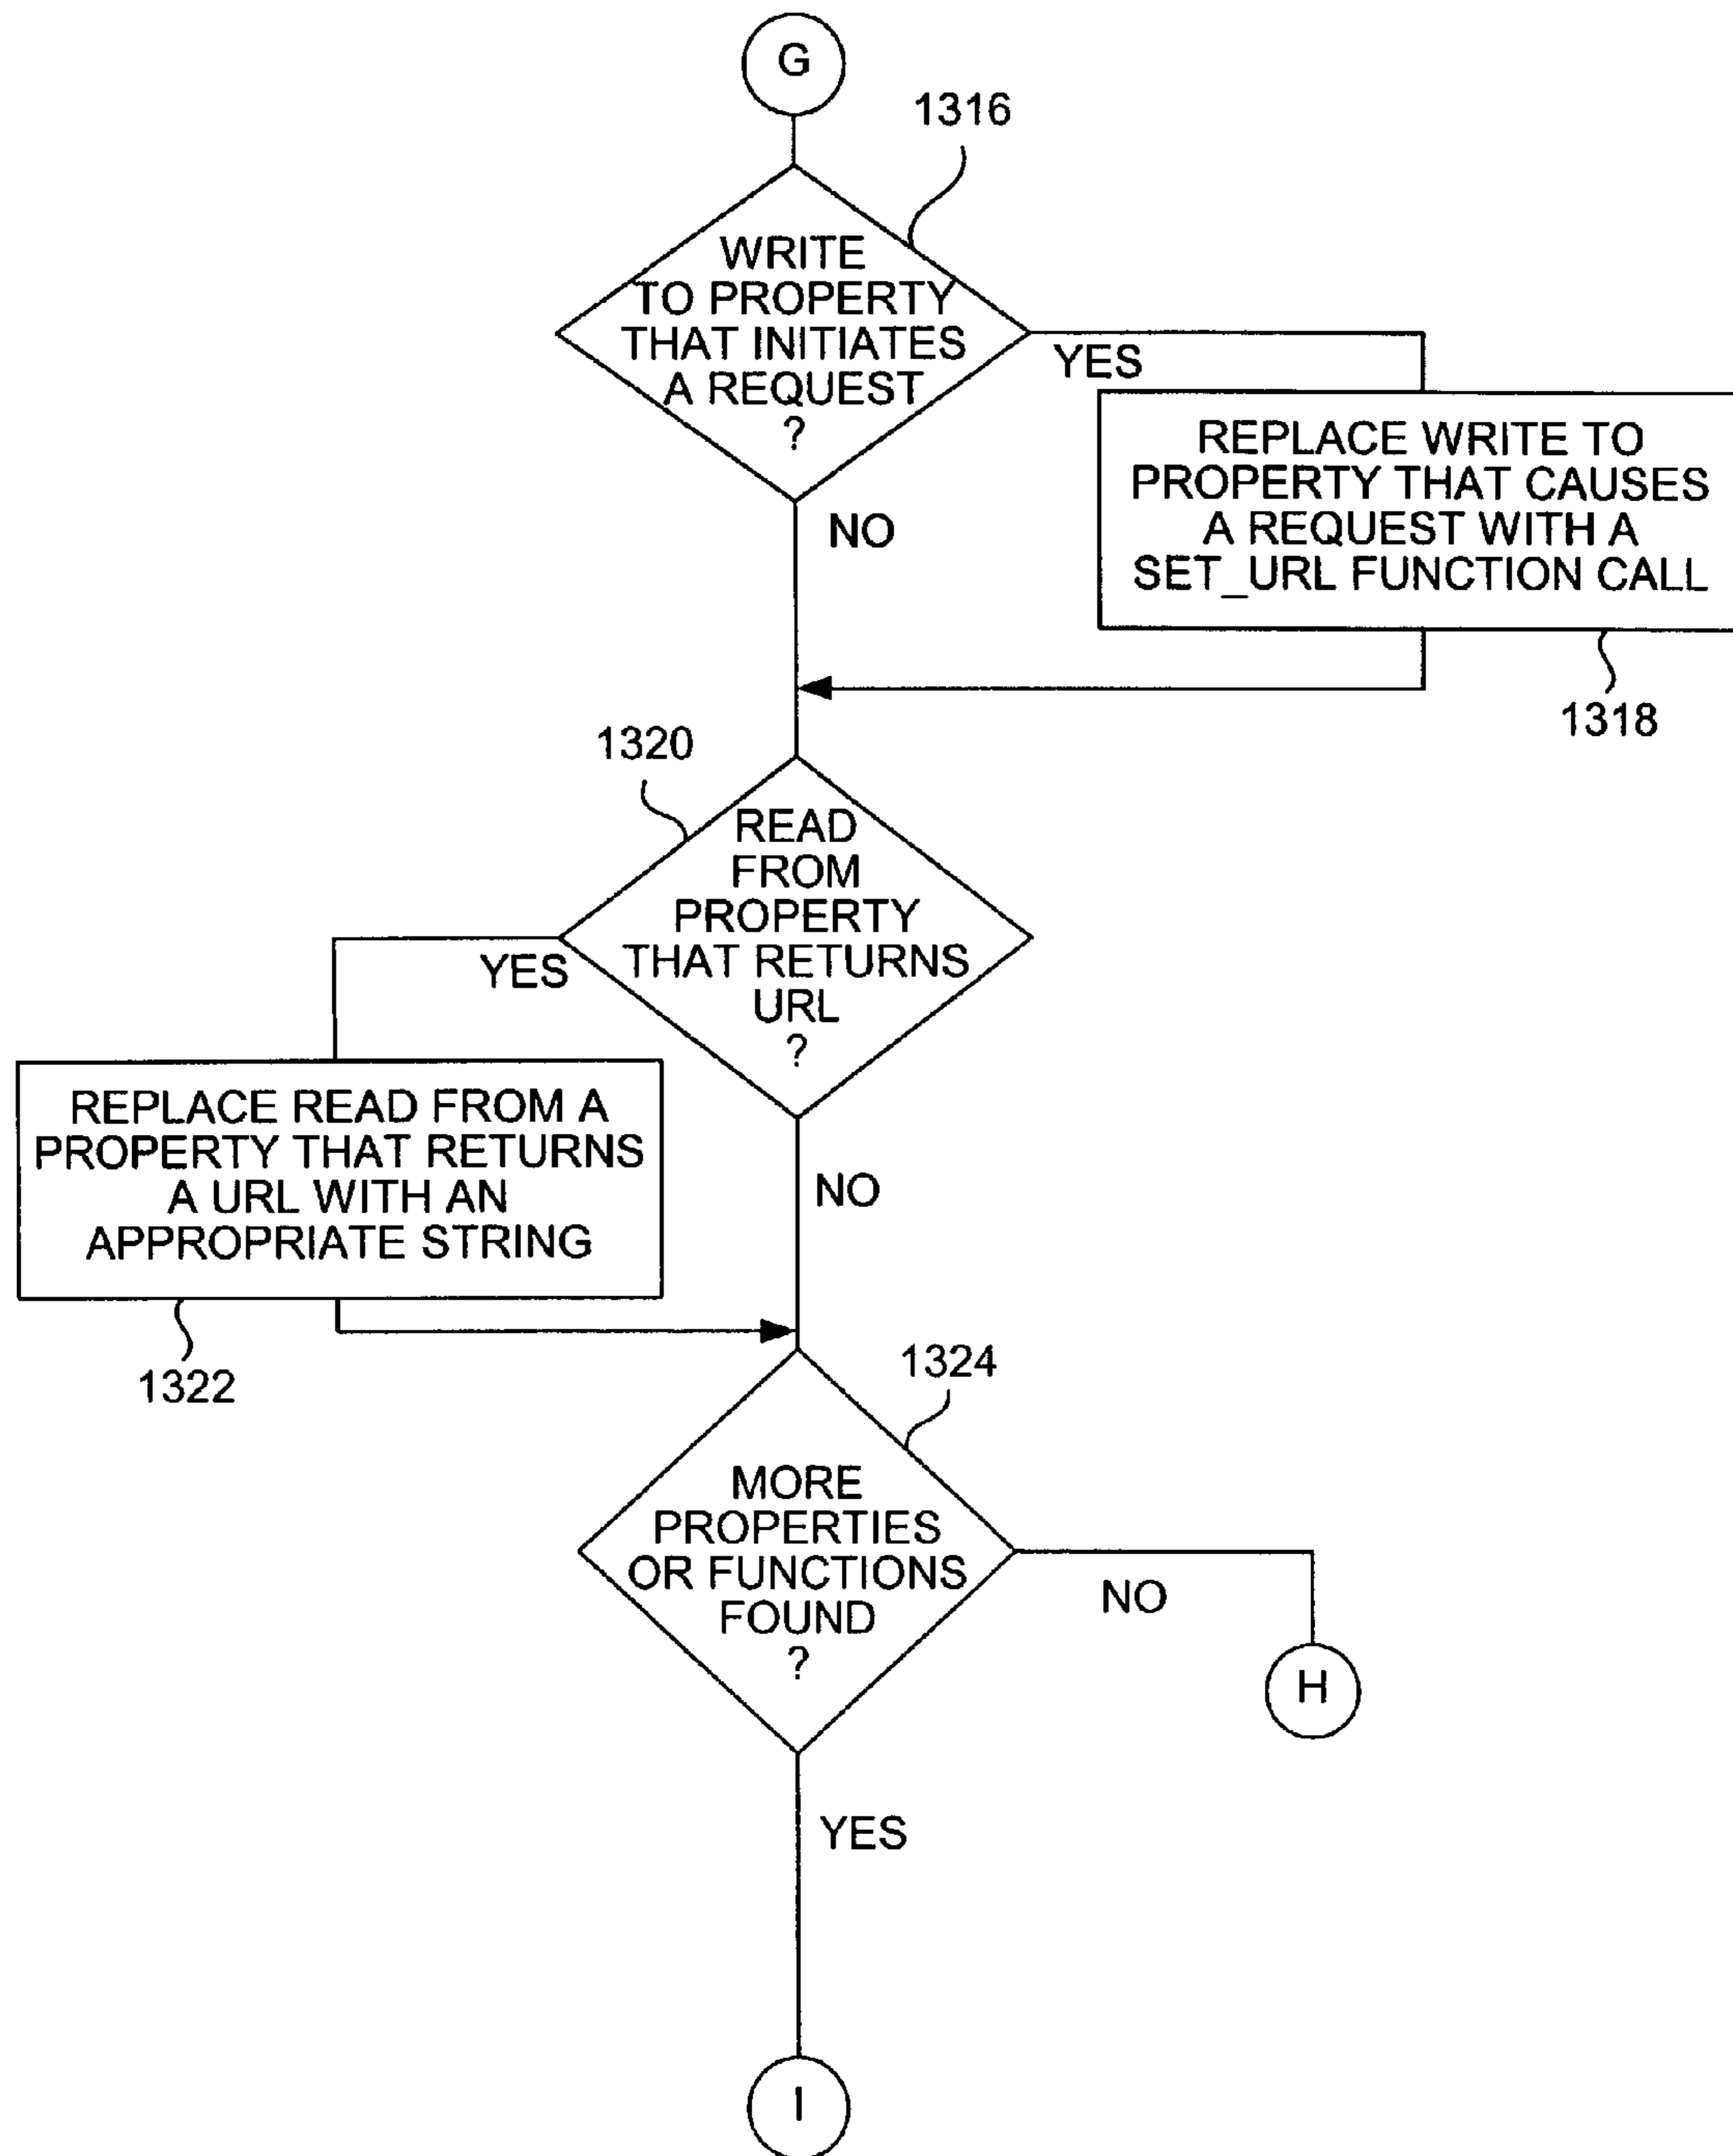 G
1316
WRITE
TO PROPERTY
THAT INITIATES
A REQUEST
?
YES
REPLACE WRITE TO
PROPERTY THAT CAUSES
A REQUEST WITH A
SET_URL FUNCTION CALL
NO
1318
1320
READ
FROM
PROPERTY
THAT RETURNS
URL
?
YES
REPLACE READ FROM A
PROPERTY THAT RETURNS
A URL WITH AN
APPROPRIATE STRING
NO
1322
1324
MORE
PROPERTIES
OR FUNCTIONS
FOUND
?
NO
H
YES
I